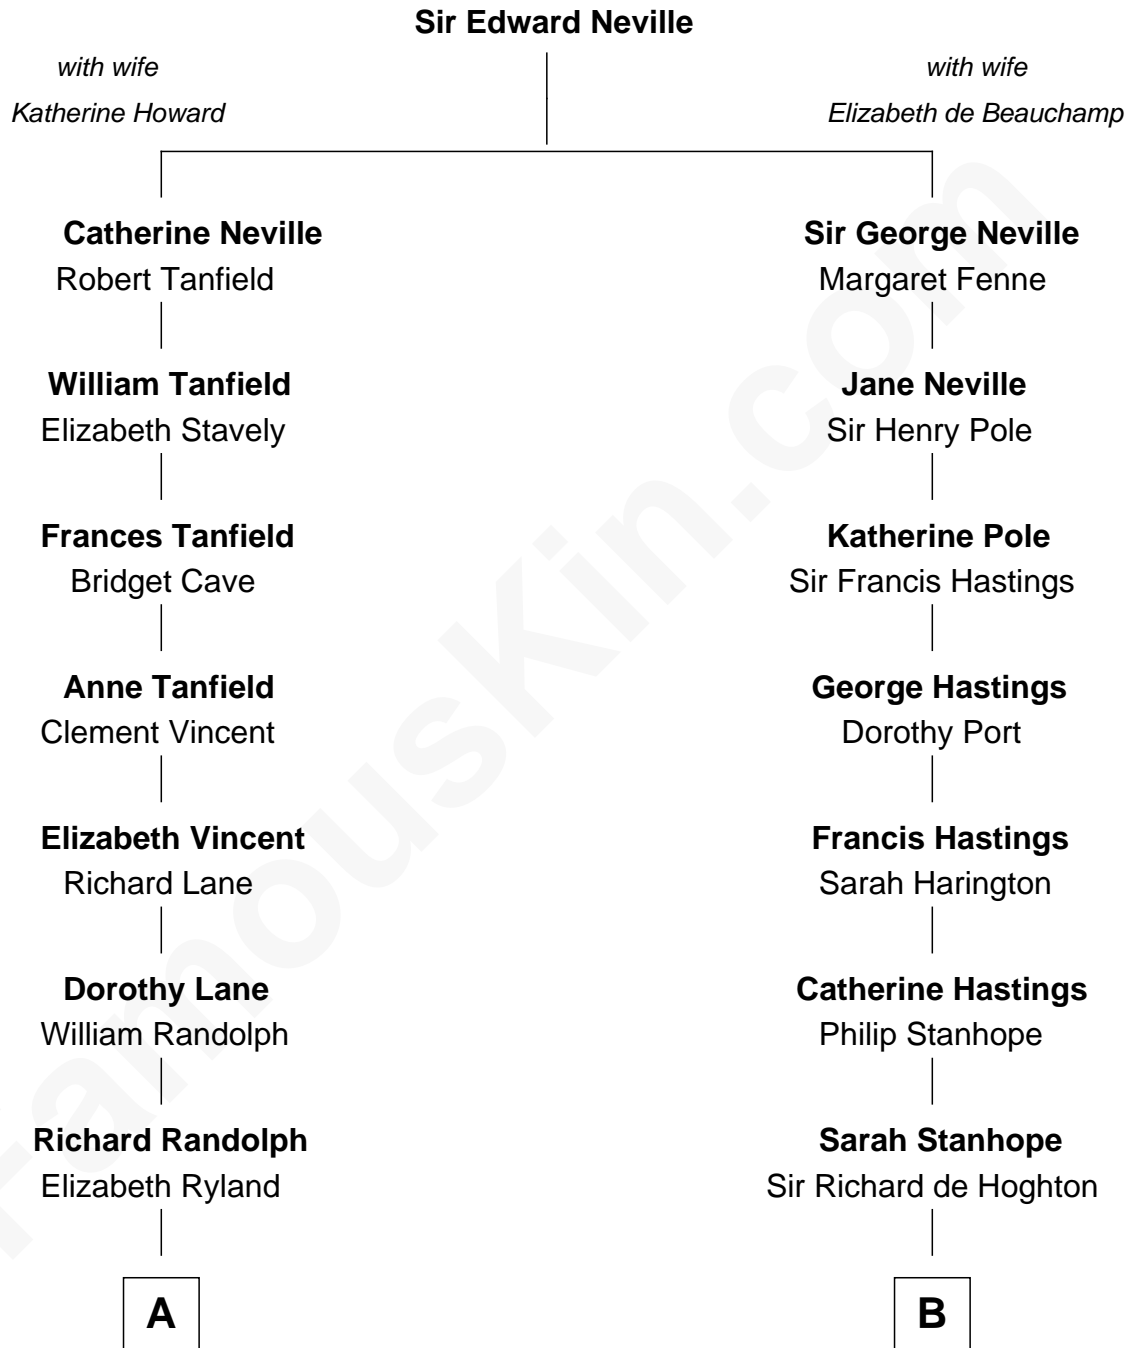 Sir Edward Neville
with wife
Katherine Howard
with wife
Elizabeth de Beauchamp
Catherine Neville
Robert Tanfield
Sir George Neville
Margaret Fenne
William Tanfield
Elizabeth Stavely
Jane Neville
Sir Henry Pole
Frances Tanfield
Bridget Cave
Katherine Pole
Sir Francis Hastings
Anne Tanfield
Clement Vincent
George Hastings
Dorothy Port
Elizabeth Vincent
Richard Lane
Francis Hastings
Sarah Harington
Dorothy Lane
William Randolph
Catherine Hastings
Philip Stanhope
Richard Randolph
Elizabeth Ryland
Sarah Stanhope
Sir Richard de Hoghton
A
B
FamousKin.com